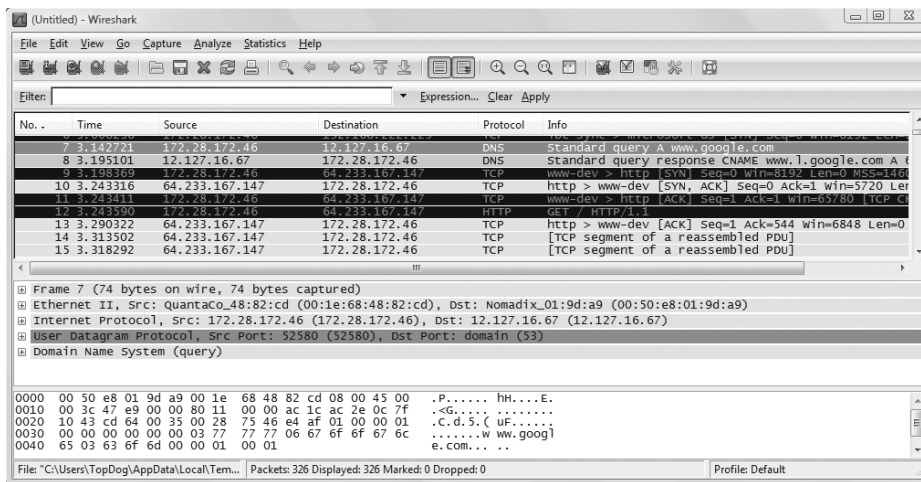 (Untitled) - Wireshark
File Edit View Go Capture Analyze Statistics Help
Filter: Expression... Clear Apply
No. . Time Source Destination Protocol Info
7 3.142721 172.28.172.46 12.127.16.67 DNS Standard query A www.google.com
8 3.195101 12.127.16.67 172.28.172.46 DNS Standard query response CNAME www.l.google.com A 6
9 3.198369 172.28.172.46 64.233.167.147 TCP www-dev > http [SYN] Seq=0 Win=8192 Len=0 MSS=1460
10 3.243316 64.233.167.147 172.28.172.46 TCP http > www-dev [SYN, ACK] Seq=0 Ack=1 Win=5720 Len
11 3.243411 172.28.172.46 64.233.167.147 TCP www-dev > http [ACK] Seq=1 Ack=1 Win=65780 [TCP CH
12 3.243590 172.28.172.46 64.233.167.147 HTTP GET / HTTP/1.1
13 3.290322 64.233.167.147 172.28.172.46 TCP http > www-dev [ACK] Seq=1 Ack=544 Win=6848 Len=0
14 3.313502 64.233.167.147 172.28.172.46 TCP [TCP segment of a reassembled PDU]
15 3.318292 64.233.167.147 172.28.172.46 TCP [TCP segment of a reassembled PDU]
Frame 7 (74 bytes on wire, 74 bytes captured)
Ethernet II, Src: QuantaCo_48:82:cd (00:1e:68:48:82:cd), Dst: Nomadix_01:9d:a9 (00:50:e8:01:9d:a9)
Internet Protocol, Src: 172.28.172.46 (172.28.172.46), Dst: 12.127.16.67 (12.127.16.67)
User Datagram Protocol, Src Port: 52580 (52580), Dst Port: domain (53)
Domain Name System (query)
0000 00 50 e8 01 9d a9 00 1e 68 48 82 cd 08 00 45 00 .P...... hH....E.
0010 00 3c 47 e9 00 00 80 11 00 00 ac 1c ac 2e 0c 7f .<G..... ........
0020 10 43 cd 64 00 35 00 28 75 46 e4 af 01 00 00 01 .C.d.5.( uF......
0030 00 00 00 00 00 00 03 77 77 77 06 67 6f 6f 67 6c .......w ww.googl
0040 65 03 63 6f 6d 00 00 01 00 01 e.com... ..
File: "C:\Users\TopDog\AppData\Local\Tem... Packets: 326 Displayed: 326 Marked: 0 Dropped: 0 Profile: Default